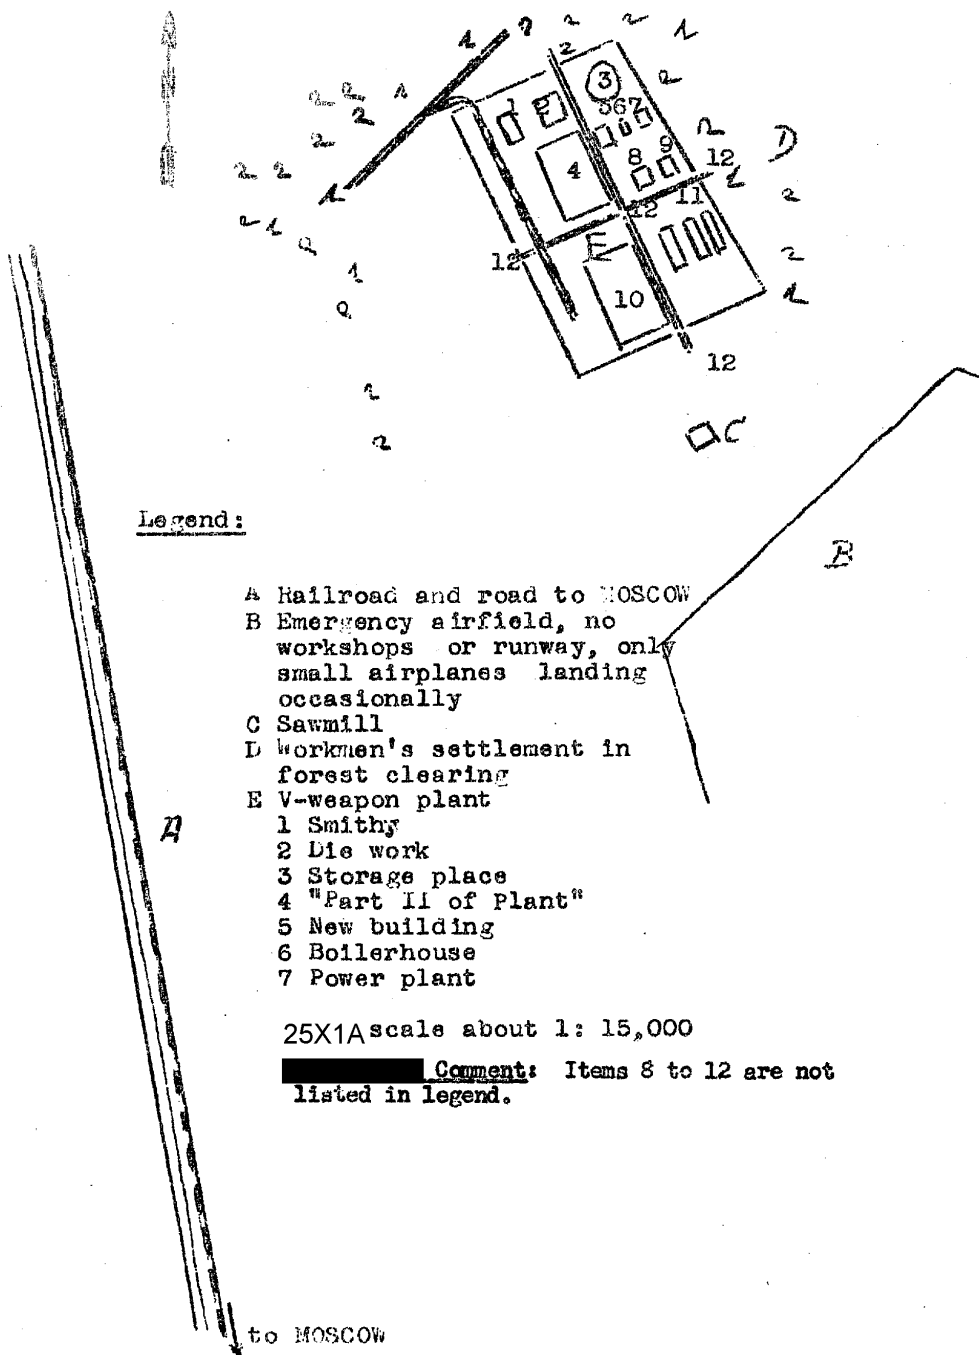 3
1 2
5 6 7
4
8 9
12
D
12 11
E
12
10
12
C
B
Legend:
A Railroad and road to MOSCOW
B Emergency airfield, no
workshops or runway, only
small airplanes landing
occasionally
C Sawmill
D Workmen's settlement in
forest clearing
E V-weapon plant
1 Smithy
2 Die work
3 Storage place
4 "Part II of Plant"
5 New building
6 Boilerhouse
7 Power plant
A
25X1A scale about 1: 15,000
Comment: Items 8 to 12 are not
listed in legend.
to MOSCOW